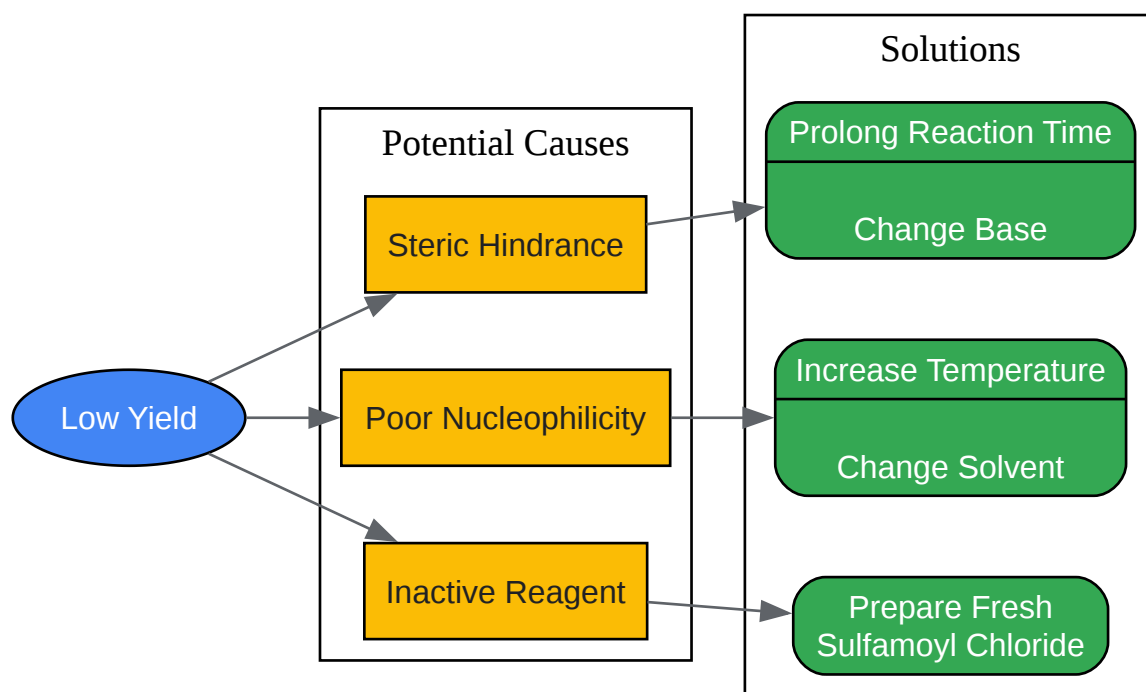 Solutions
Potential Causes
Prolong Reaction Time
Change Base
Steric Hindrance
Low Yield
Poor Nucleophilicity
Increase Temperature
Change Solvent
Inactive Reagent
Prepare Fresh
Sulfamoyl Chloride